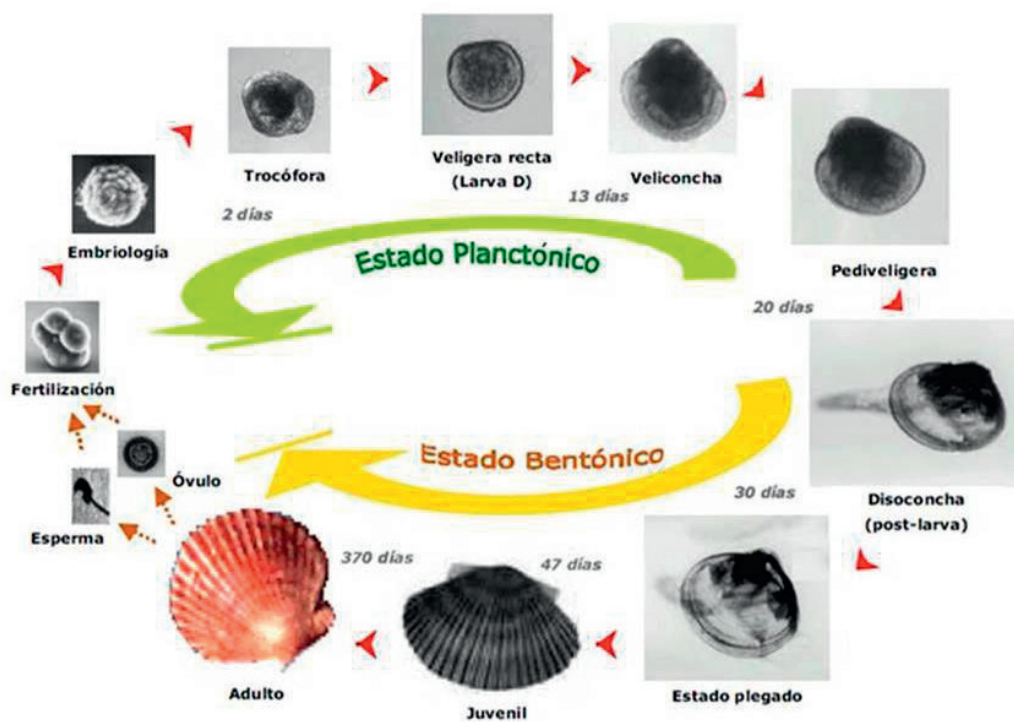 Trocófora
Veligera recta
(Larva D)
Veliconcha
Pediveligera
Embriología
2 días
13 días
Estado Planctónico
20 días
Fertilización
Óvulo
Esperma
Estado Bentónico
30 días
Disoconcha
(post-larva)
370 días
47 días
Adulto
Juvenil
Estado plegado